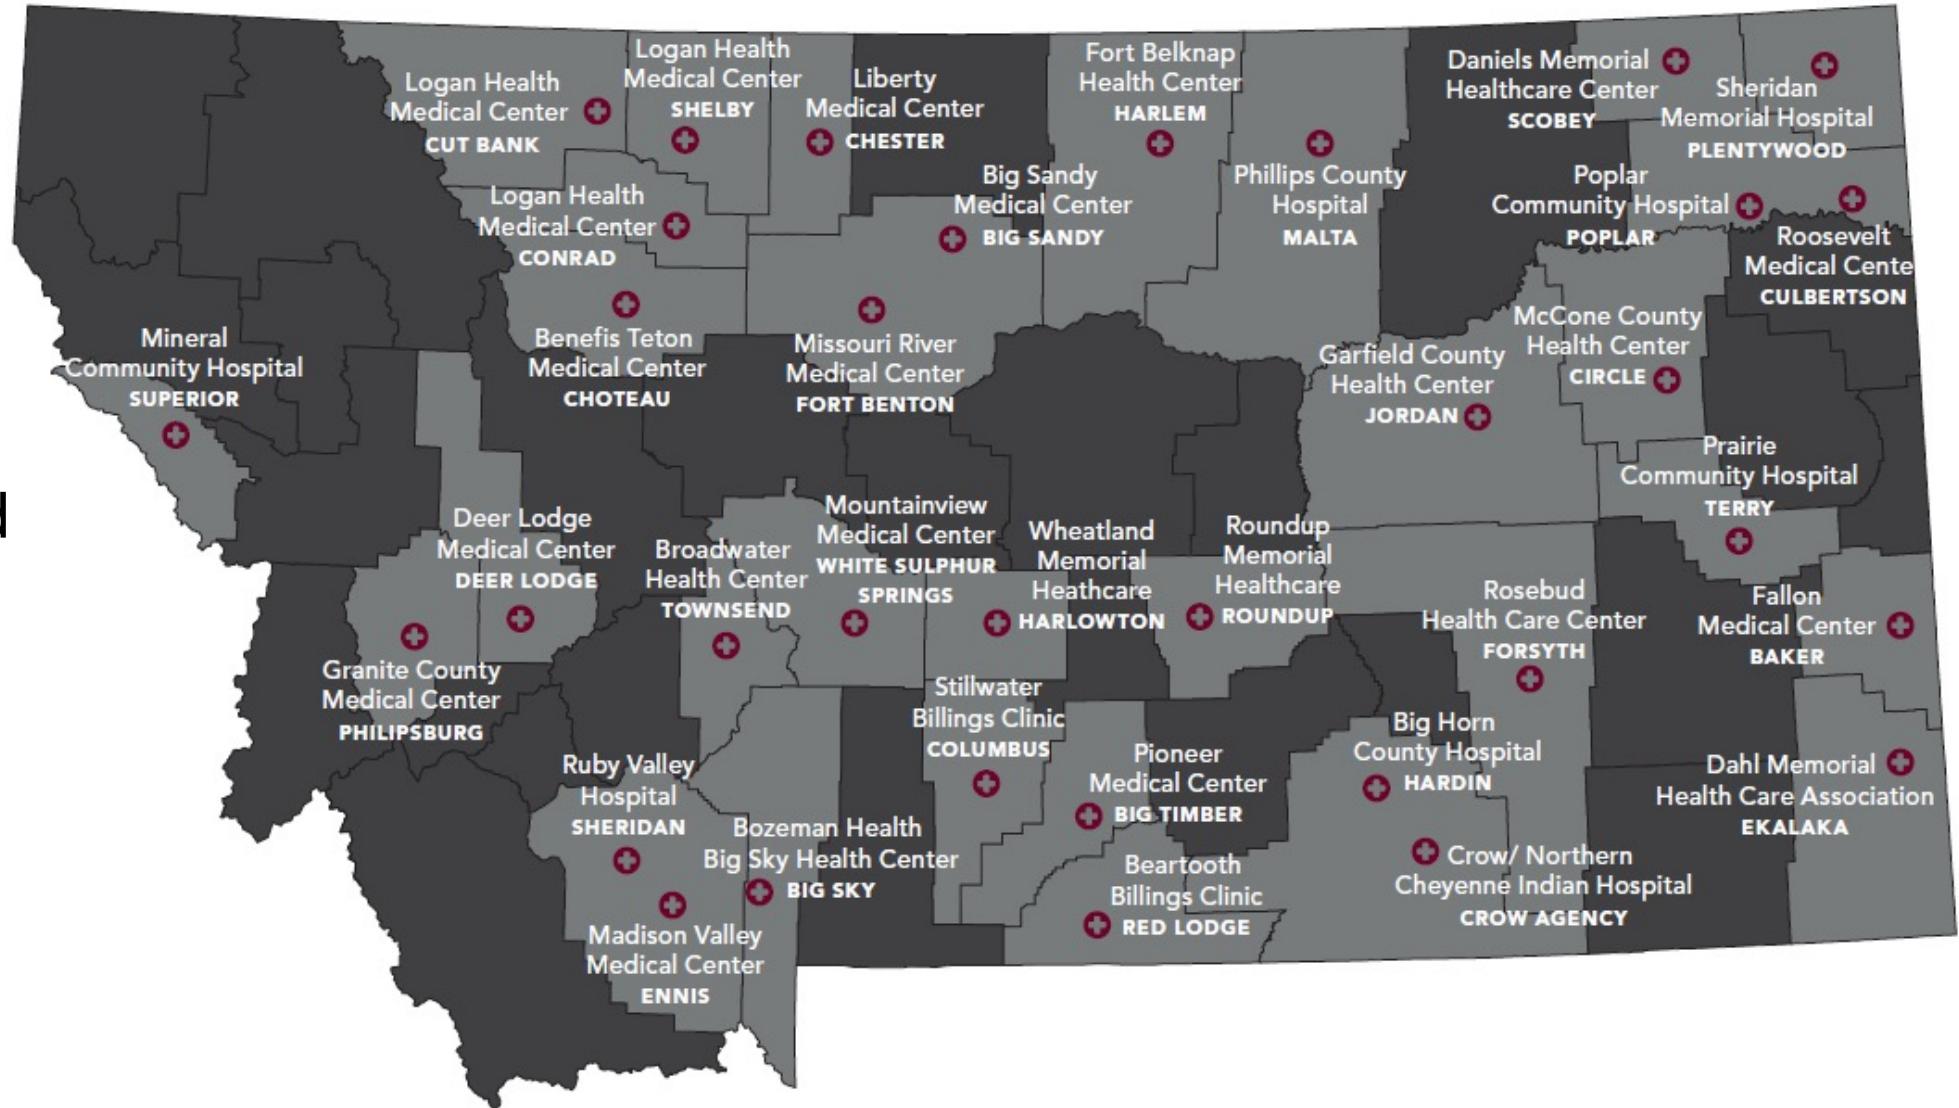 Logan Health
Medical Center
CUT BANK
Logan Health
Medical Center
SHELBY
Liberty
Medical Center
CHESTER
Fort Belknap
Health Center
HARLEM
Daniels Memorial
Healthcare Center
SCOBEY
Sheridan
Memorial Hospital
PLENTYWOOD
Logan Health
Medical Center
CONRAD
Big Sandy
Medical Center
BIG SANDY
Phillips County
Hospital
MALTA
Poplar
Community Hospital
POPLAR
Roosevelt
Medical Cente
CULBERTSON
Mineral
Community Hospital
SUPERIOR
Benefis Teton
Medical Center
CHOTEAU
Missouri River
Medical Center
FORT BENTON
Garfield County
Health Center
JORDAN
McCone County
Health Center
CIRCLE
Prairie
Community Hospital
TERRY
Deer Lodge
Medical Center
DEER LODGE
Broadwater
Health Center
TOWNSEND
Mountainview
Medical Center
WHITE SULPHUR
SPRINGS
Wheatland
Memorial
Heathcare
HARLOWTON
Roundup
Memorial
Healthcare
ROUNDUP
Rosebud
Health Care Center
FORSYTH
Fallon
Medical Center
BAKER
Granite County
Medical Center
PHILIPSBURG
Stillwater
Billings Clinic
COLUMBUS
Pioneer
Medical Center
BIG TIMBER
Big Horn
County Hospital
HARDIN
Dahl Memorial
Health Care Association
EKALAKA
Ruby Valley
Hospital
SHERIDAN
Bozeman Health
Big Sky Health Center
BIG SKY
Beartooth
Billings Clinic
RED LODGE
Crow/ Northern
Cheyenne Indian Hospital
CROW AGENCY
Madison Valley
Medical Center
ENNIS